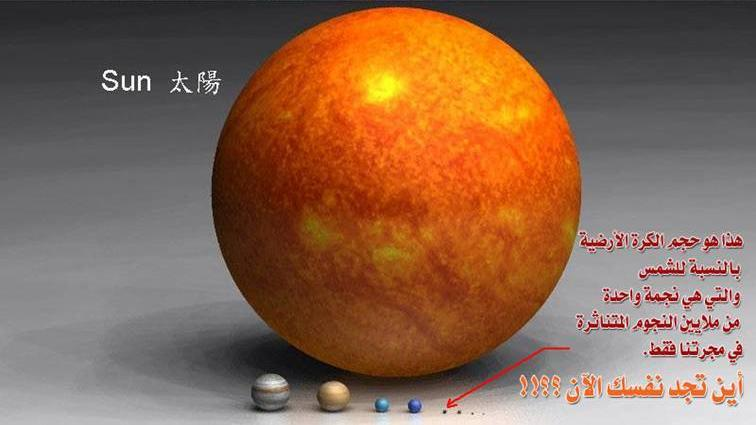 Sun 太陽
هذا هو حجم الكرة الأرضية
بالنسبة للشمس
والتي هي نجمة واحدة
من ملايين النجوم المتناثرة
في مجرتنا فقط.
أين تجد نفسك الآن ؟؟!!